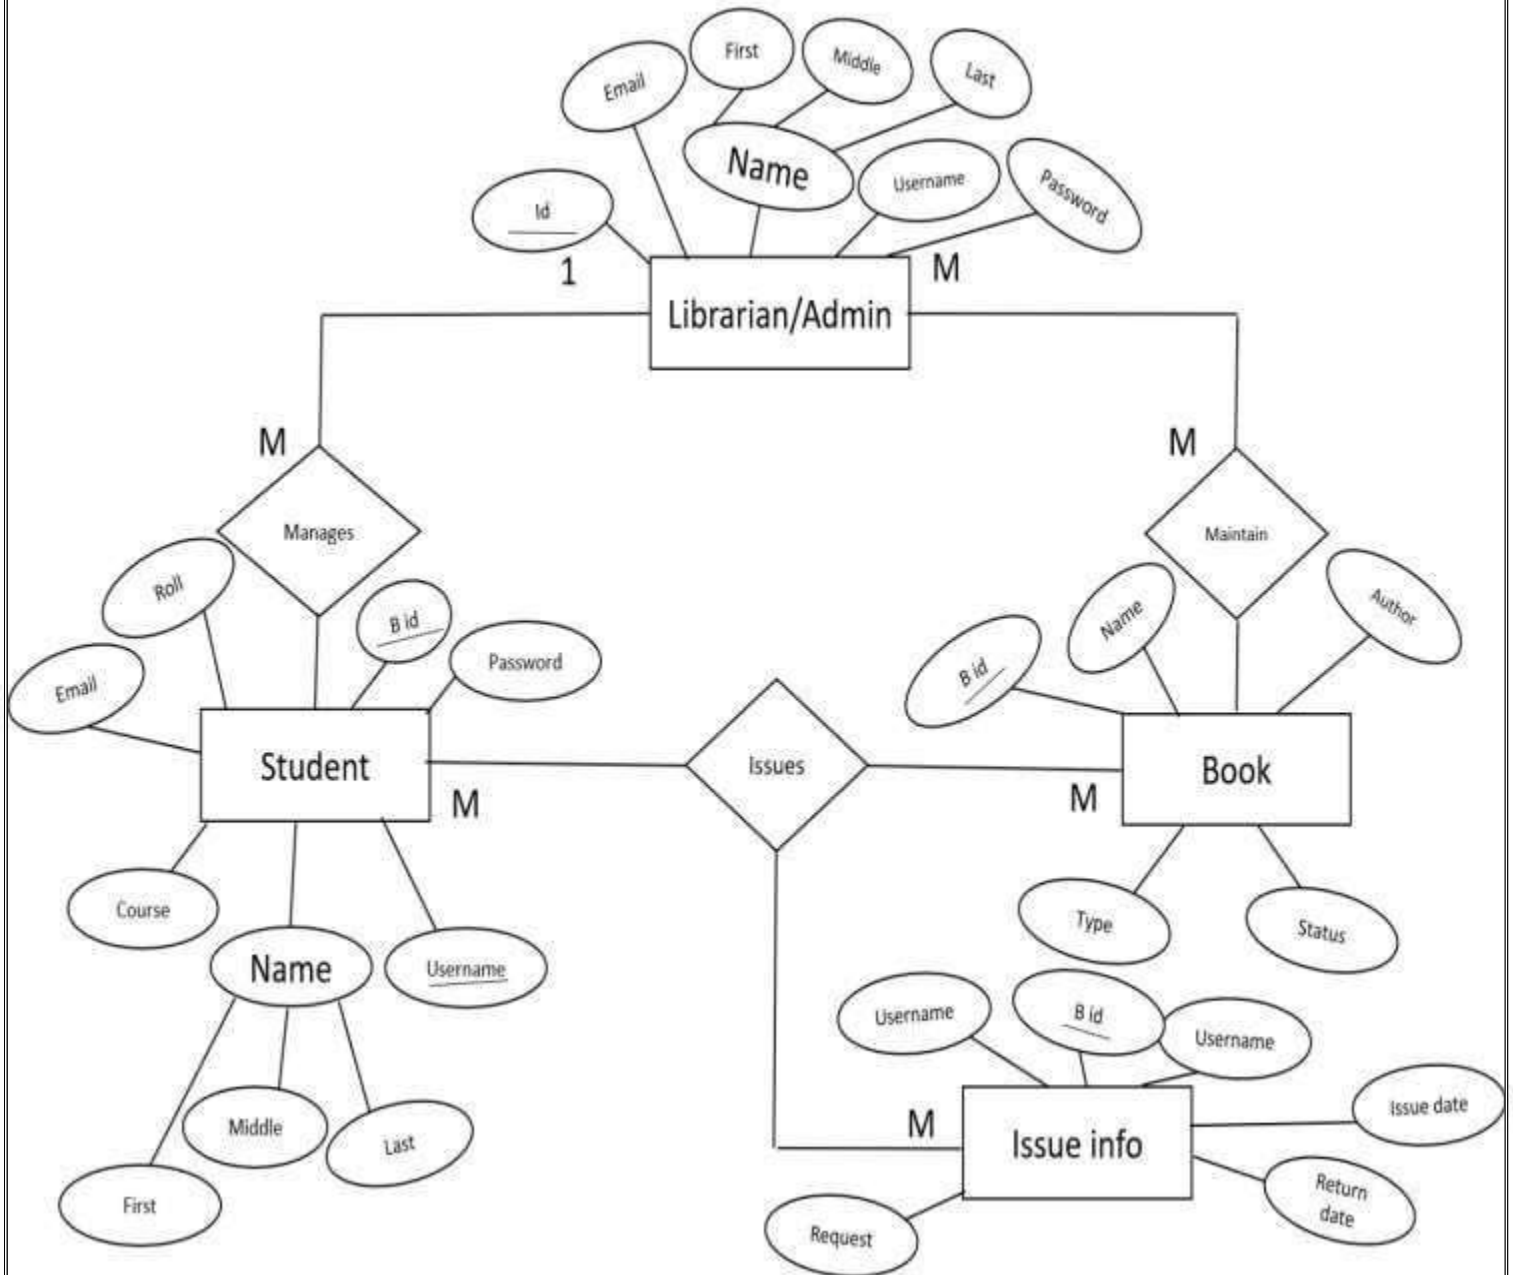 First
Middle
Last
Email
Name
Username
Password
Id
1
M
Librarian/Admin
M
M
Manages
Maintain
Roll
B id
Name
Author
Email
Password
B id
Student
Issues
Book
M
M
Course
Type
Status
Name
Username
Username
B id
Username
Issue date
Middle
Last
M
Issue info
First
Return
date
Request